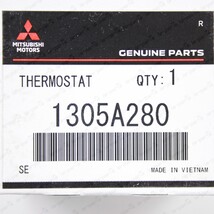 R
MITSUBISHI
MOTORS
GENUINE PARTS
THERMOSTAT QTY: 1
1305A280
SE MADE IN VIETNAM